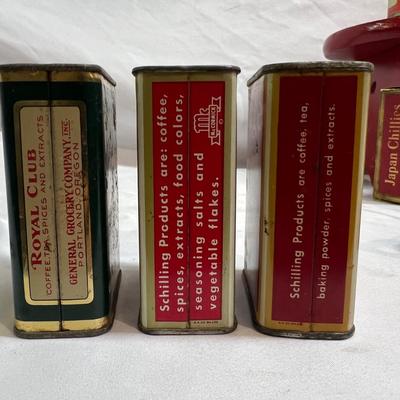 ROYAL CLUB
COFFEE, TEA, SPICES AND EXTRACTS
GENERAL GROCERY COMPANY, INC.
PORTLAND, OREGON
Mc
McCORMICK
Schilling Products are: coffee,
spices, extracts, food colors,
seasoning salts and
vegetable flakes.
Schilling Products are coffee, tea,
baking powder, spices and extracts.
Japan Chillies